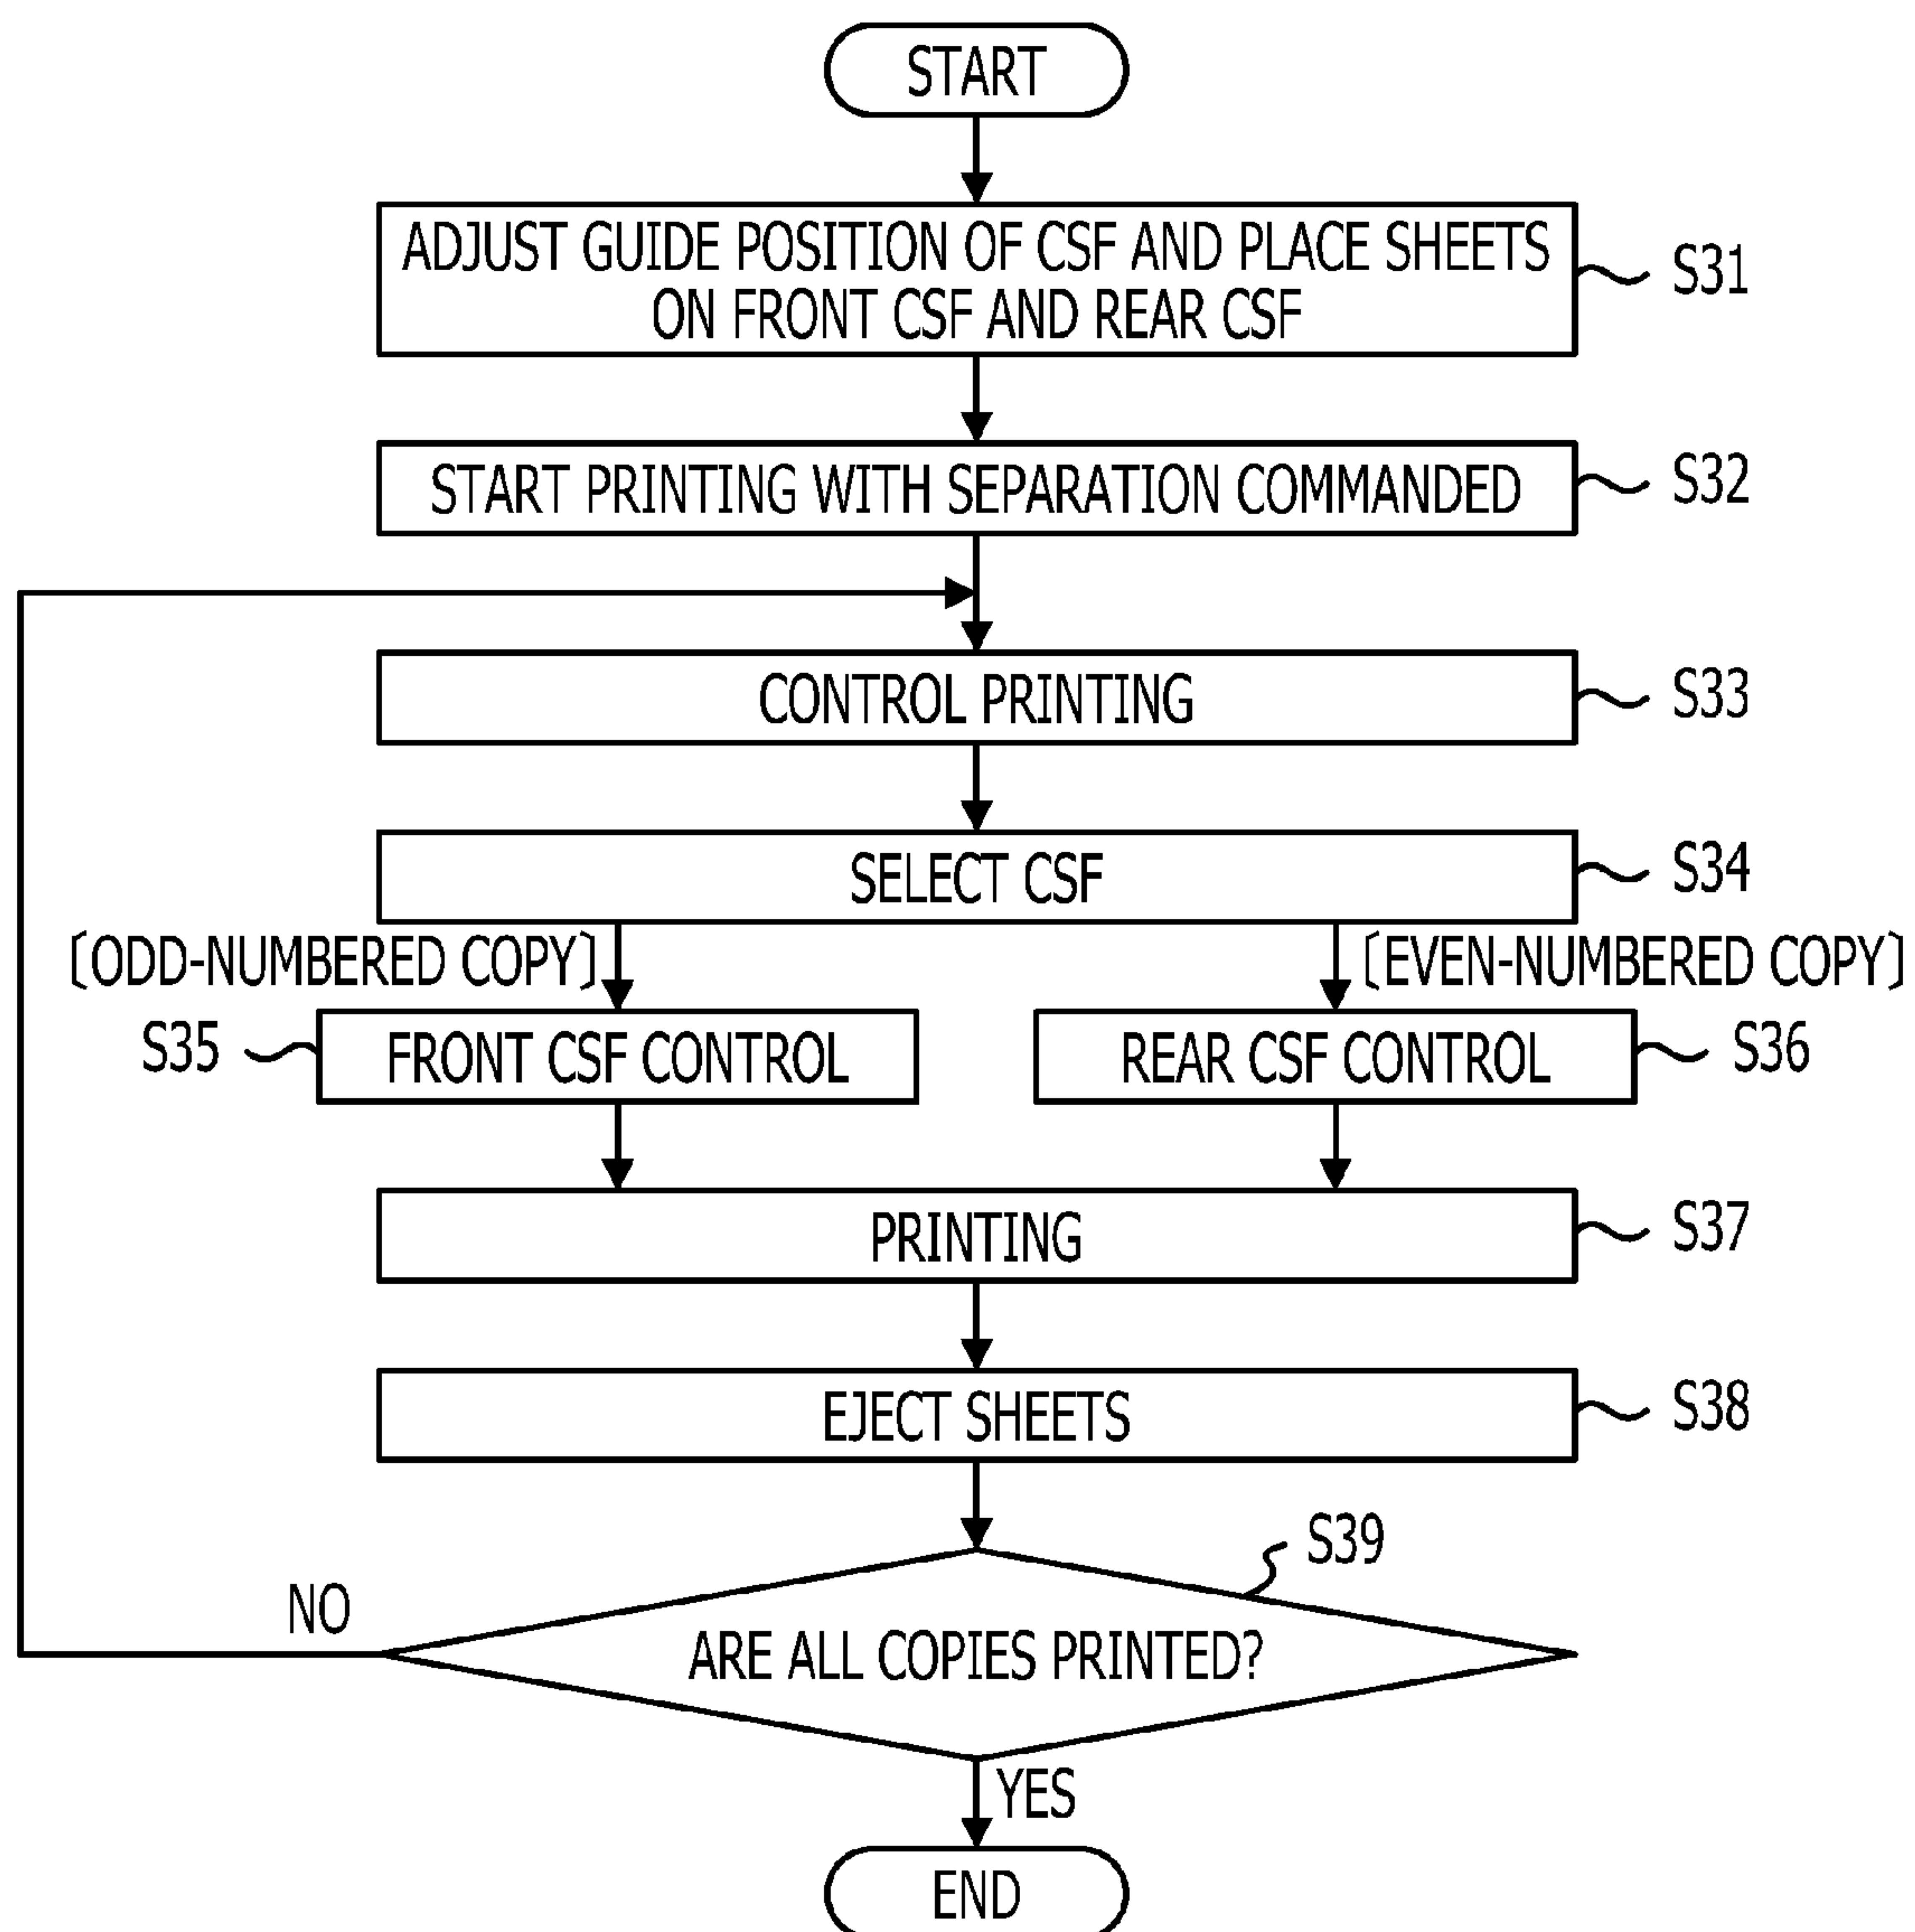 START
ADJUST GUIDE POSITION OF CSF AND PLACE SHEETS
ON FRONT CSF AND REAR CSF
S31
START PRINTING WITH SEPARATION COMMANDED
S32
CONTROL PRINTING
S33
SELECT CSF
S34
〔ODD-NUMBERED COPY〕
〔EVEN-NUMBERED COPY〕
S35
FRONT CSF CONTROL
REAR CSF CONTROL
S36
PRINTING
S37
EJECT SHEETS
S38
S39
NO
ARE ALL COPIES PRINTED?
YES
END